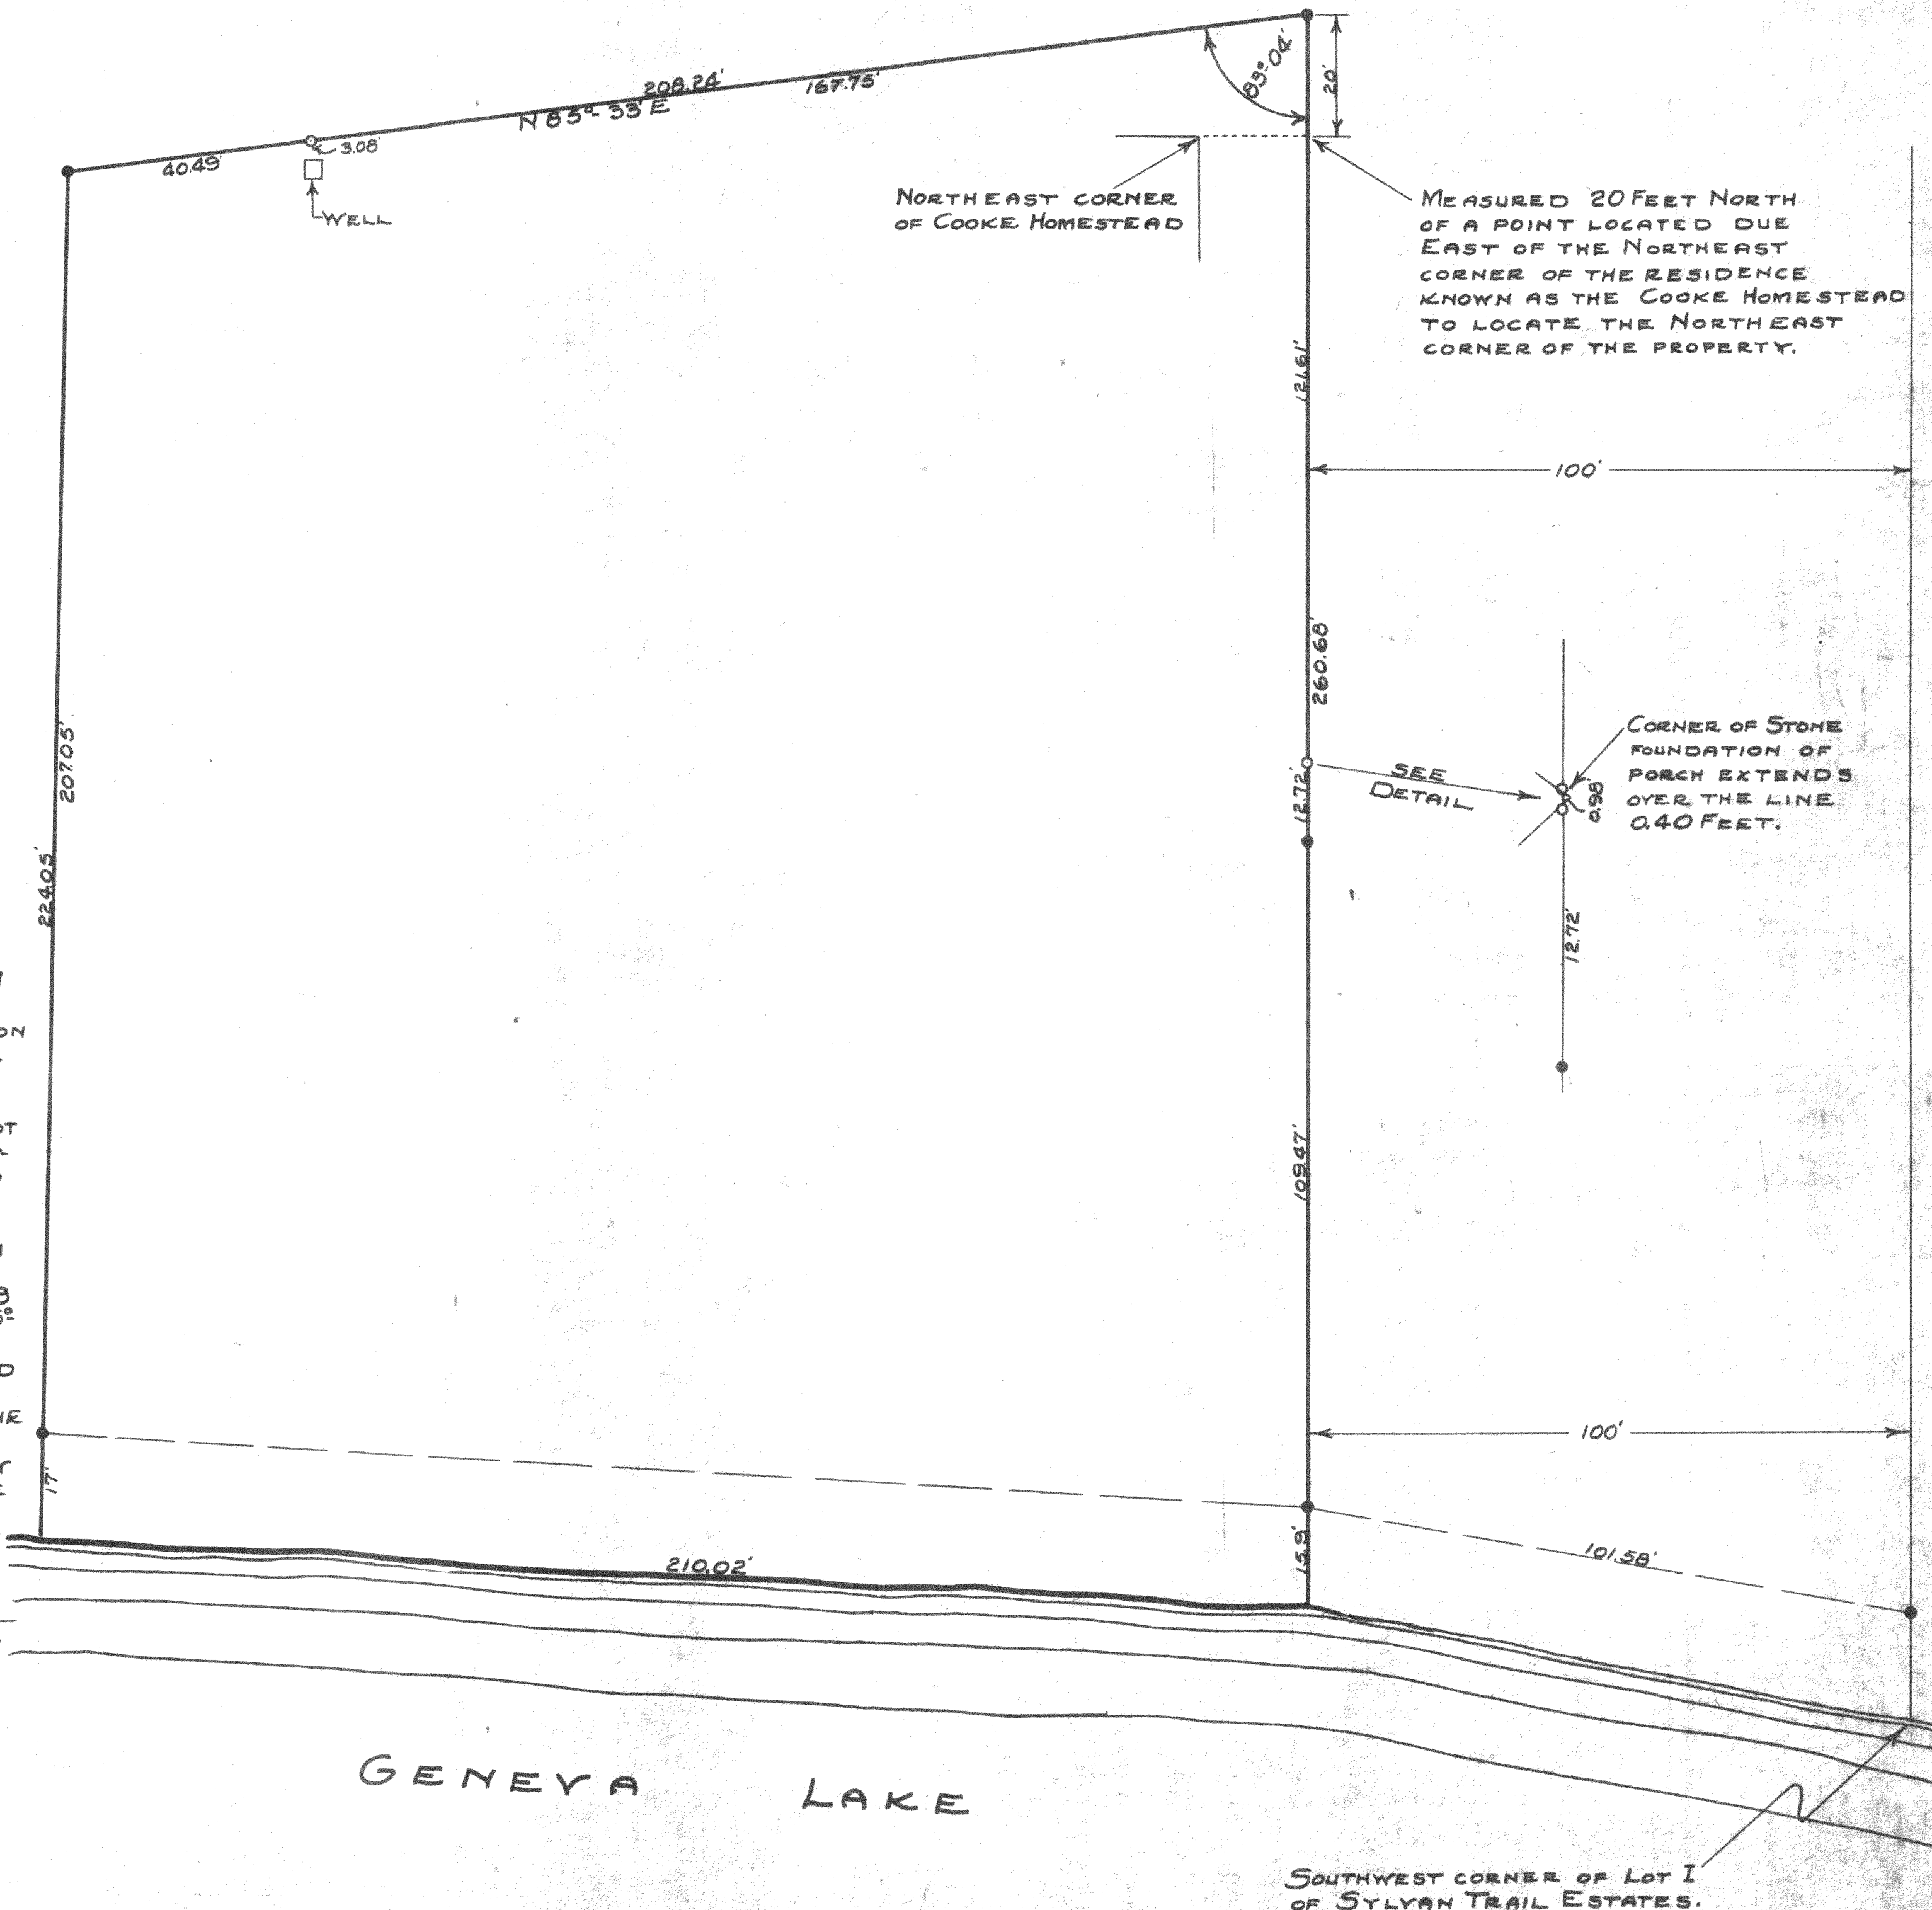 208.24'
167.75'
N 85°-33' E
40.49'
3.08'
WELL
83°-04'
20'
NORTHEAST CORNER
OF COOKE HOMESTEAD
MEASURED 20 FEET NORTH
OF A POINT LOCATED DUE
EAST OF THE NORTHEAST
CORNER OF THE RESIDENCE
KNOWN AS THE COOKE HOMESTEAD
TO LOCATE THE NORTHEAST
CORNER OF THE PROPERTY.
121.61'
100'
260.68'
207.05'
224.05'
12.72'
SEE
DETAIL
CORNER OF STONE
FOUNDATION OF
PORCH EXTENDS
OVER THE LINE
0.40 FEET.
0.98'
12.72'
109.47'
100'
17'
15.9'
101.58'
210.02'
GENEVA LAKE
SOUTHWEST CORNER OF LOT I
OF SYLVAN TRAIL ESTATES.